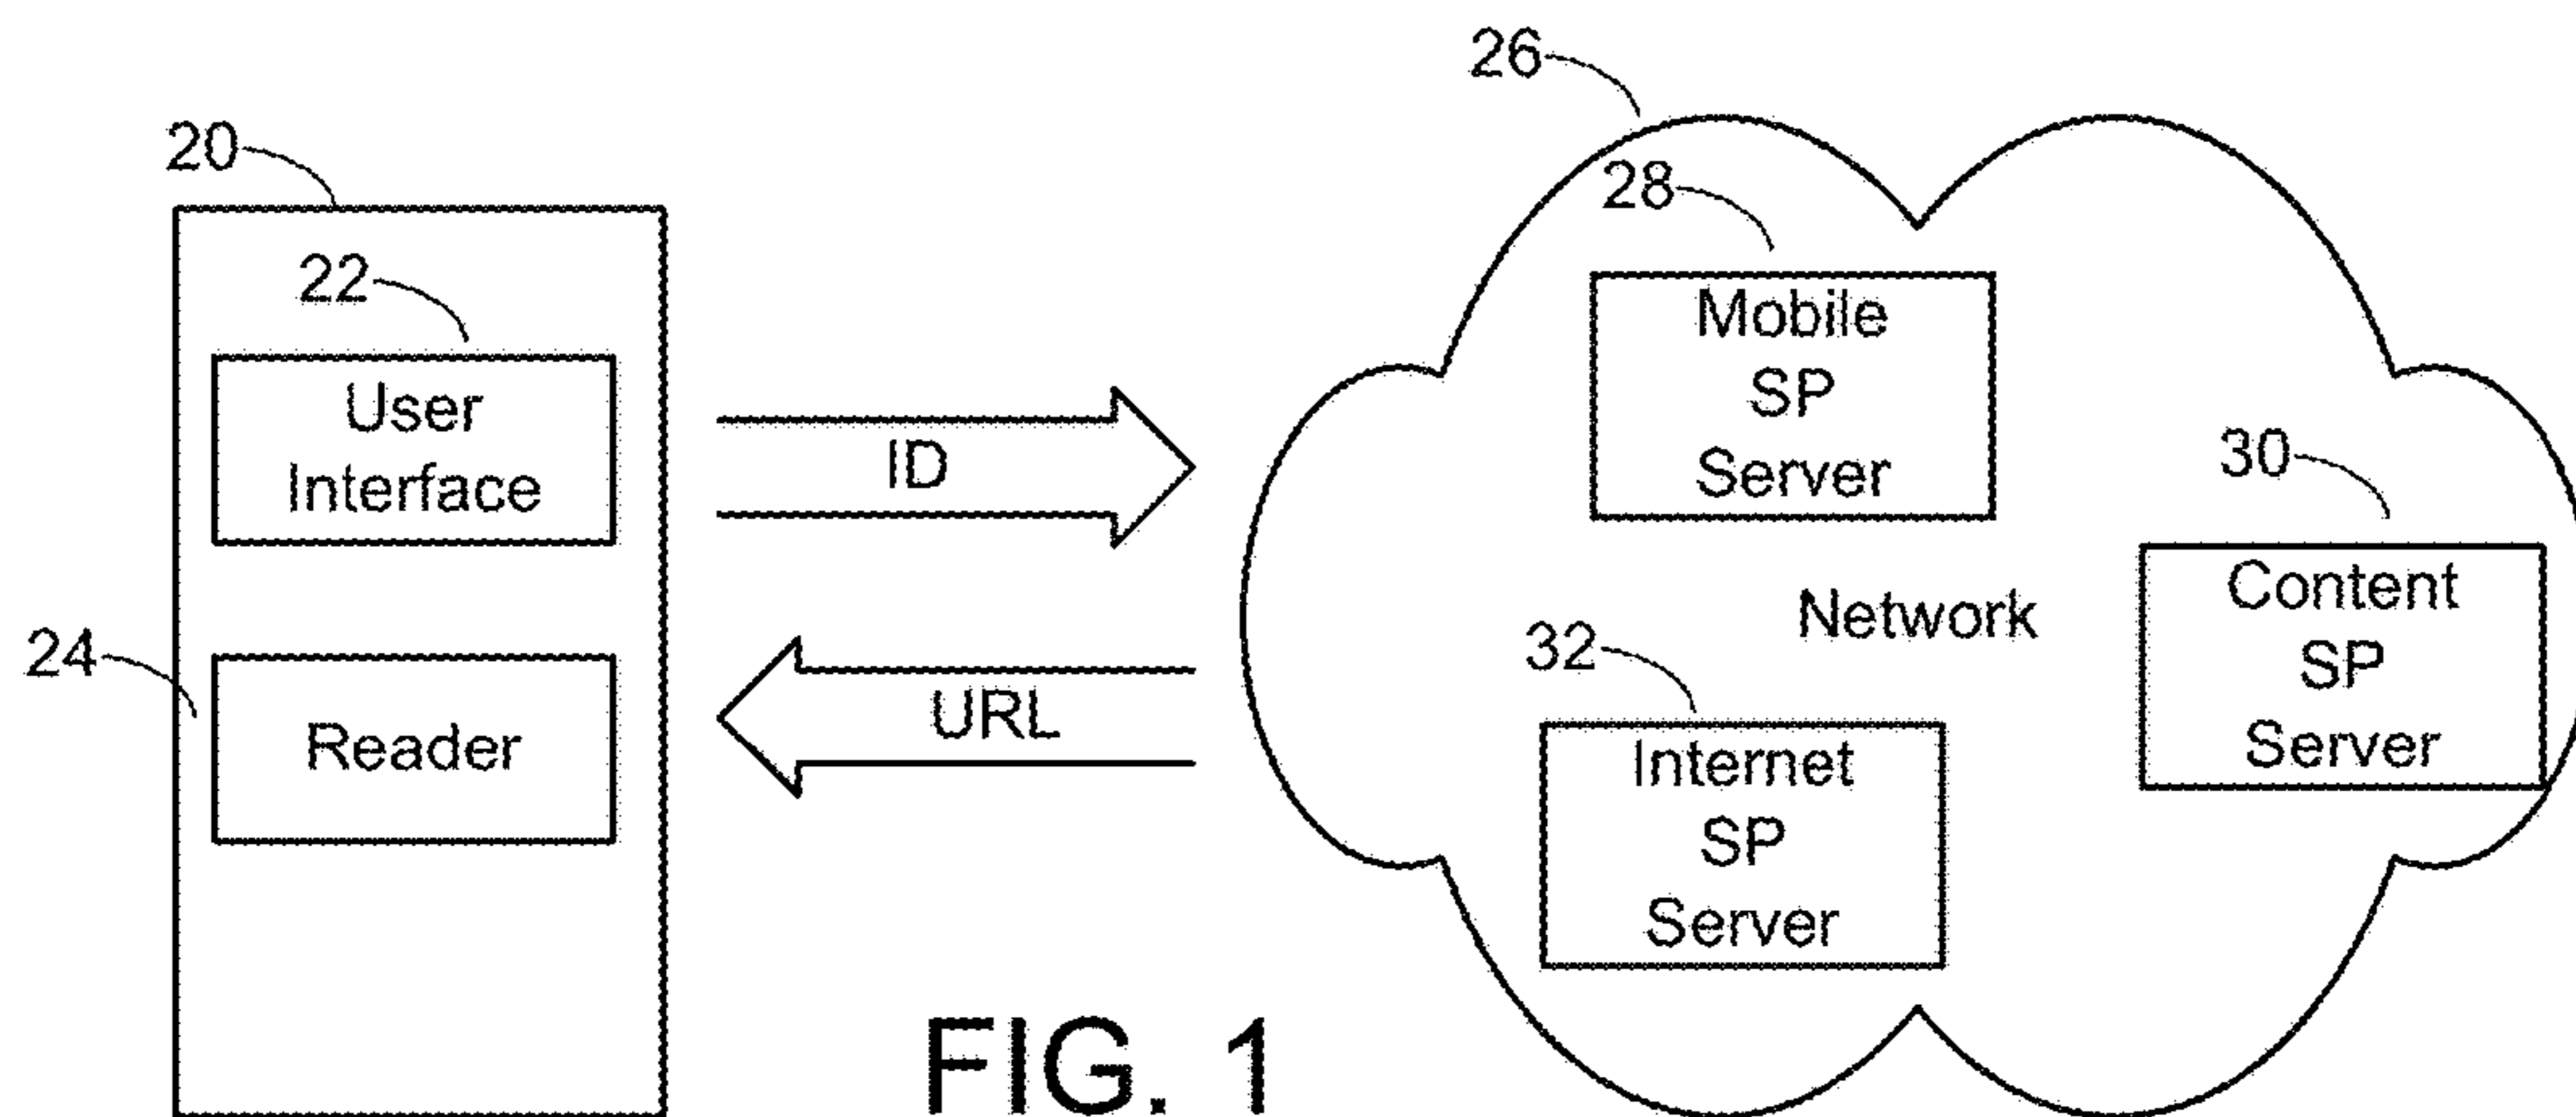 26
20
28
22
Mobile
SP
Server
User
Interface
ID
30
Content
SP
Server
Network
24
Reader
URL
32
Internet
SP
Server
FIG. 1